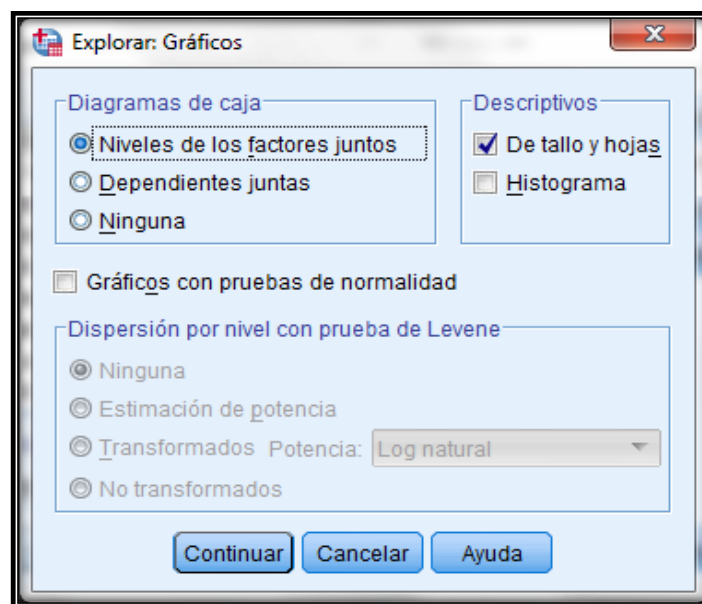 Explorar: Gráficos
Diagramas de caja
Niveles de los factores juntos
Dependientes juntas
Ninguna
Descriptivos
De tallo y hojas
Histograma
Gráficos con pruebas de normalidad
Dispersión por nivel con prueba de Levene
Ninguna
Estimación de potencia
Transformados Potencia: Log natural
No transformados
Continuar Cancelar Ayuda